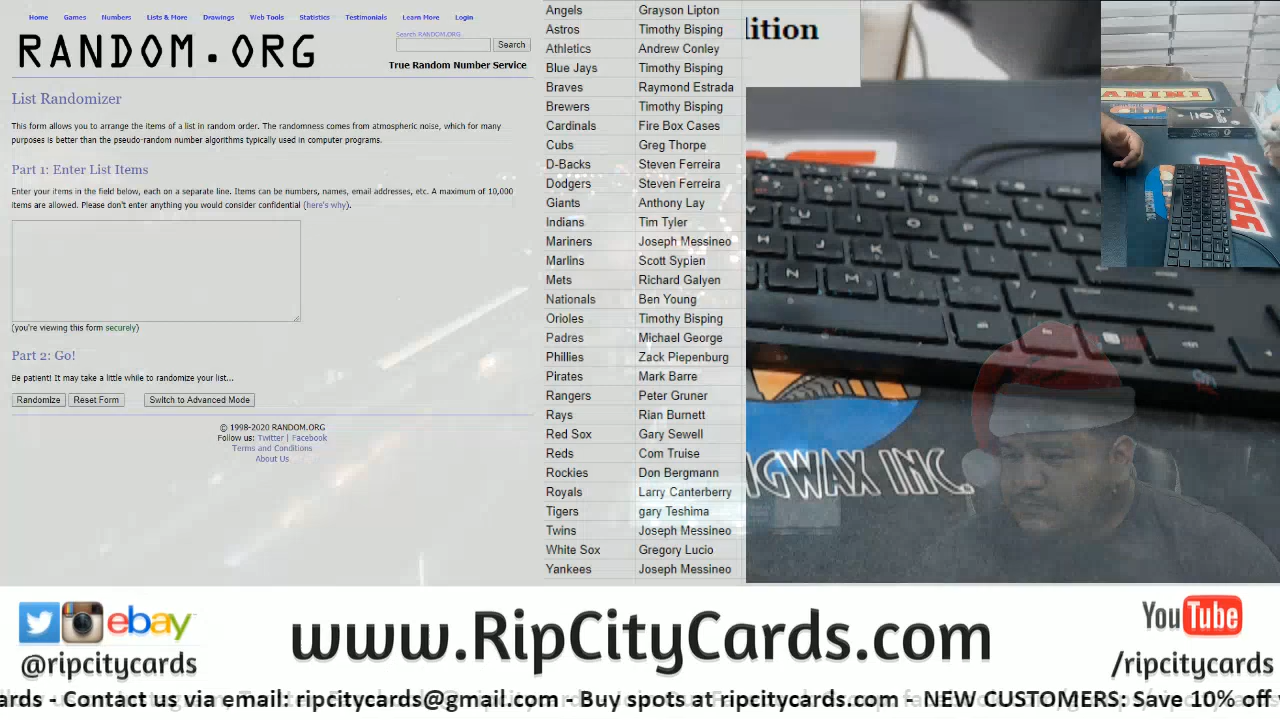 Home Games Numbers Lists & More Drawings Web Tools Statistics Testimonials Learn More Login
RANDOM.ORG
Search RANDOM.ORG
Search
True Random Number Service
List Randomizer
This form allows you to arrange the items of a list in random order. The randomness comes from atmospheric noise, which for many
purposes is better than the pseudo-random number algorithms typically used in computer programs.
Part 1: Enter List Items
Enter your items in the field below, each on a separate line. Items can be numbers, names, email addresses, etc. A maximum of 10,000
items are allowed. Please don't enter anything you would consider confidential (here's why).
(you're viewing this form securely)
Part 2: Go!
Be patient! It may take a little while to randomize your list...
Randomize Reset Form Switch to Advanced Mode
© 1998-2020 RANDOM.ORG
Follow us: Twitter | Facebook
Terms and Conditions
About Us
Angels Grayson Lipton
Astros Timothy Bisping
Athletics Andrew Conley
Blue Jays Timothy Bisping
Braves Raymond Estrada
Brewers Timothy Bisping
Cardinals Fire Box Cases
Cubs Greg Thorpe
D-Backs Steven Ferreira
Dodgers Steven Ferreira
Giants Anthony Lay
Indians Tim Tyler
Mariners Joseph Messineo
Marlins Scott Sypien
Mets Richard Galyen
Nationals Ben Young
Orioles Timothy Bisping
Padres Michael George
Phillies Zack Piepenburg
Pirates Mark Barre
Rangers Peter Gruner
Rays Rian Burnett
Red Sox Gary Sewell
Reds Com Truise
Rockies Don Bergmann
Royals Larry Canterberry
Tigers gary Teshima
Twins Joseph Messineo
White Sox Gregory Lucio
Yankees Joseph Messineo
lition
PANINI
TOPPS
GWAX INC.
ebay
@ripcitycards
www.RipCityCards.com
YouTube
/ripcitycards
ards - Contact us via email: ripcitycards@gmail.com - Buy spots at ripcitycards.com - NEW CUSTOMERS: Save 10% off